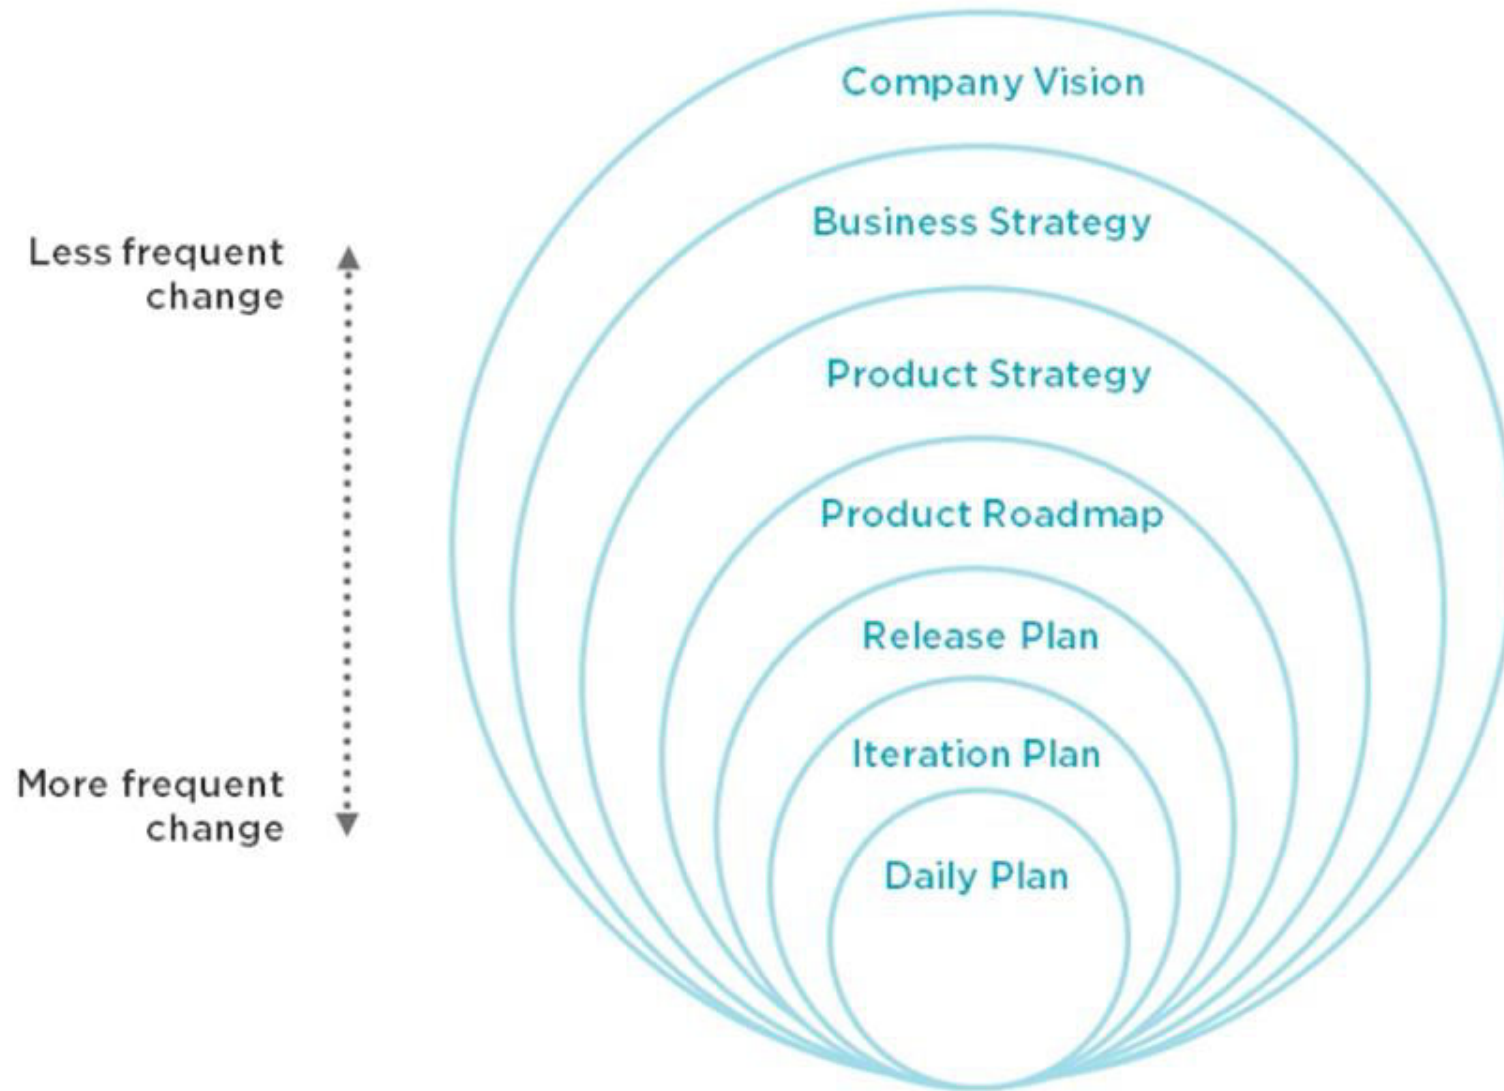 Company Vision
Business Strategy
Less frequent
change
Product Strategy
Product Roadmap
Release Plan
Iteration Plan
More frequent
change
Daily Plan